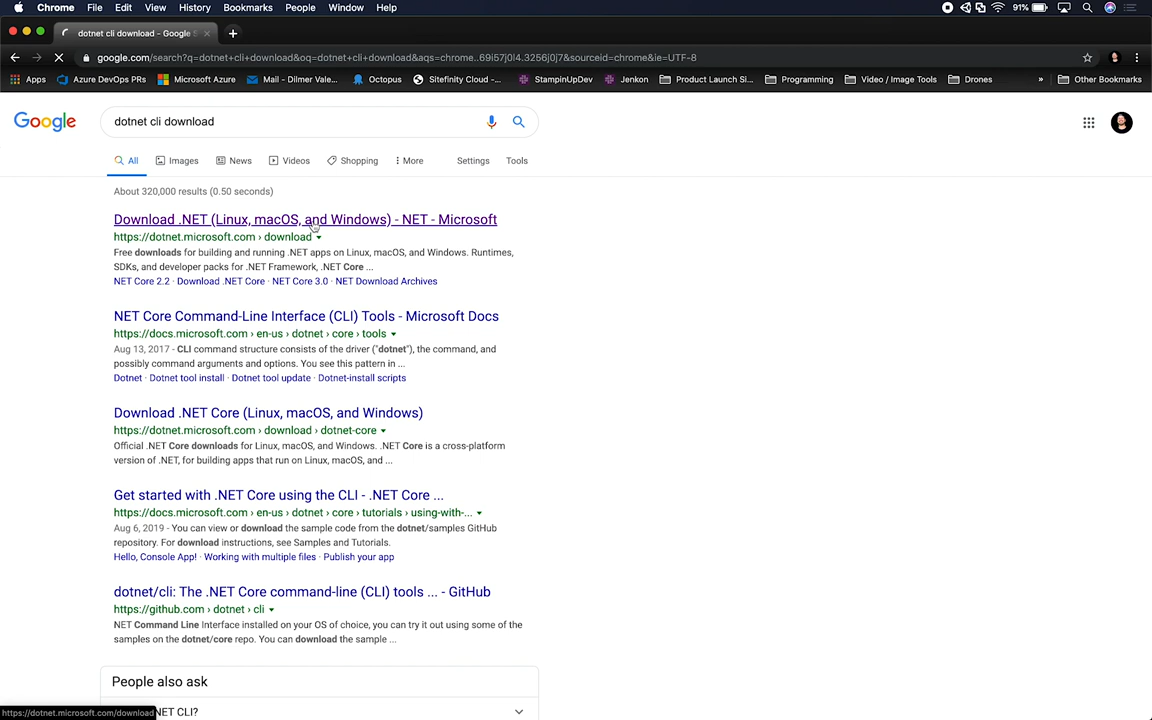 Chrome File Edit View History Bookmarks People Window Help 91%
dotnet cli download - Google S
google.com/search?q=dotnet+cli+download&oq=dotnet+cli+download&aqs=chrome..69i57j0l4.3256j0j7&sourceid=chrome&ie=UTF-8
Apps Azure DevOps PRs Microsoft Azure Mail - Dilmer Vale... Octopus Sitefinity Cloud -... StampinUpDev Jenkon Product Launch Si... Programming Video / Image Tools Drones » Other Bookmarks
Google dotnet cli download
All Images News Videos Shopping More Settings Tools
About 320,000 results (0.50 seconds)
Download .NET (Linux, macOS, and Windows) - NET - Microsoft
https://dotnet.microsoft.com › download
Free downloads for building and running .NET apps on Linux, macOS, and Windows. Runtimes,
SDKs, and developer packs for .NET Framework, .NET Core ...
NET Core 2.2 · Download .NET Core · NET Core 3.0 · NET Download Archives
NET Core Command-Line Interface (CLI) Tools - Microsoft Docs
https://docs.microsoft.com › en-us › dotnet › core › tools
Aug 13, 2017 - CLI command structure consists of the driver ("dotnet"), the command, and
possibly command arguments and options. You see this pattern in ...
Dotnet · Dotnet tool install · Dotnet tool update · Dotnet-install scripts
Download .NET Core (Linux, macOS, and Windows)
https://dotnet.microsoft.com › download › dotnet-core
Official .NET Core downloads for Linux, macOS, and Windows. .NET Core is a cross-platform
version of .NET, for building apps that run on Linux, macOS, and ...
Get started with .NET Core using the CLI - .NET Core ...
https://docs.microsoft.com › en-us › dotnet › core › tutorials › using-with-...
Aug 6, 2019 - You can view or download the sample code from the dotnet/samples GitHub
repository. For download instructions, see Samples and Tutorials.
Hello, Console App! · Working with multiple files · Publish your app
dotnet/cli: The .NET Core command-line (CLI) tools ... - GitHub
https://github.com › dotnet › cli
NET Command Line Interface installed on your OS of choice, you can try it out using some of the
samples on the dotnet/core repo. You can download the sample ...
People also ask
https://dotnet.microsoft.com/download NET CLI?